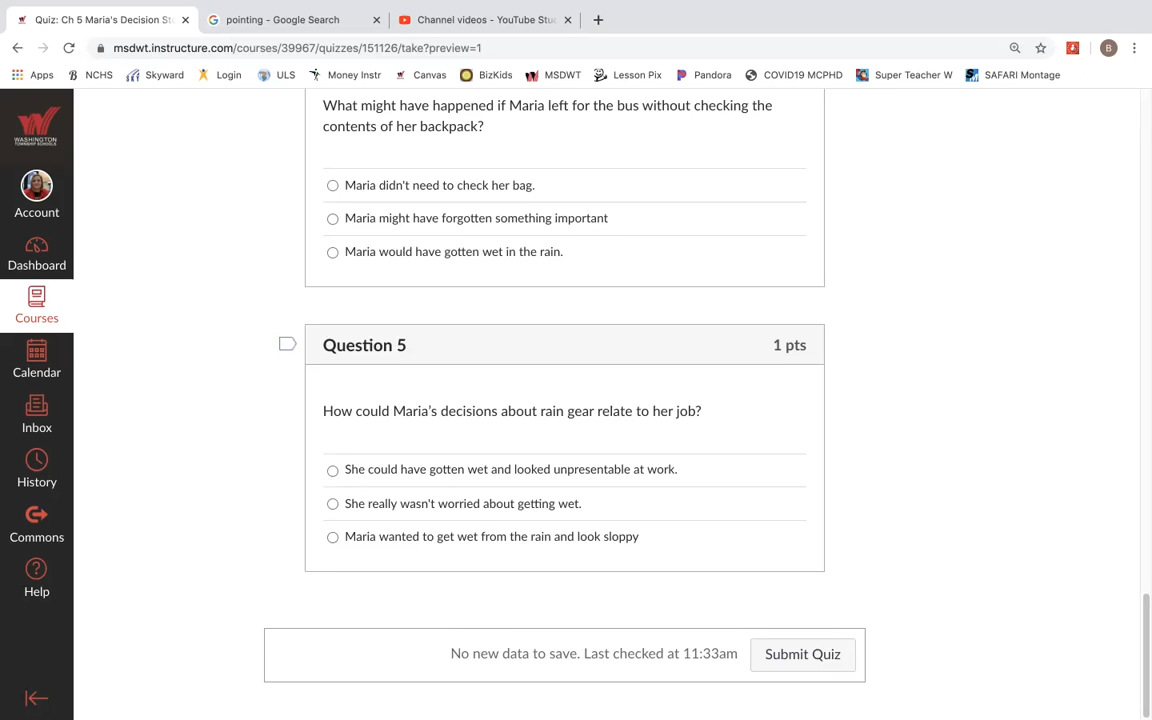 Quiz: Ch 5 Maria's Decision Sto
pointing - Google Search
Channel videos - YouTube Stud
msdwt.instructure.com/courses/39967/quizzes/151126/take?preview=1
B
Apps
NCHS
Skyward
Login
ULS
Money Instr
Canvas
BizKids
MSDWT
Lesson Pix
Pandora
COVID19 MCPHD
Super Teacher W
SAFARI Montage
WASHINGTON
TOWNSHIP SCHOOLS
Account
Dashboard
Courses
Calendar
Inbox
History
Commons
Help
What might have happened if Maria left for the bus without checking the
contents of her backpack?
Maria didn't need to check her bag.
Maria might have forgotten something important
Maria would have gotten wet in the rain.
Question 5
1 pts
How could Maria’s decisions about rain gear relate to her job?
She could have gotten wet and looked unpresentable at work.
She really wasn't worried about getting wet.
Maria wanted to get wet from the rain and look sloppy
No new data to save. Last checked at 11:33am
Submit Quiz